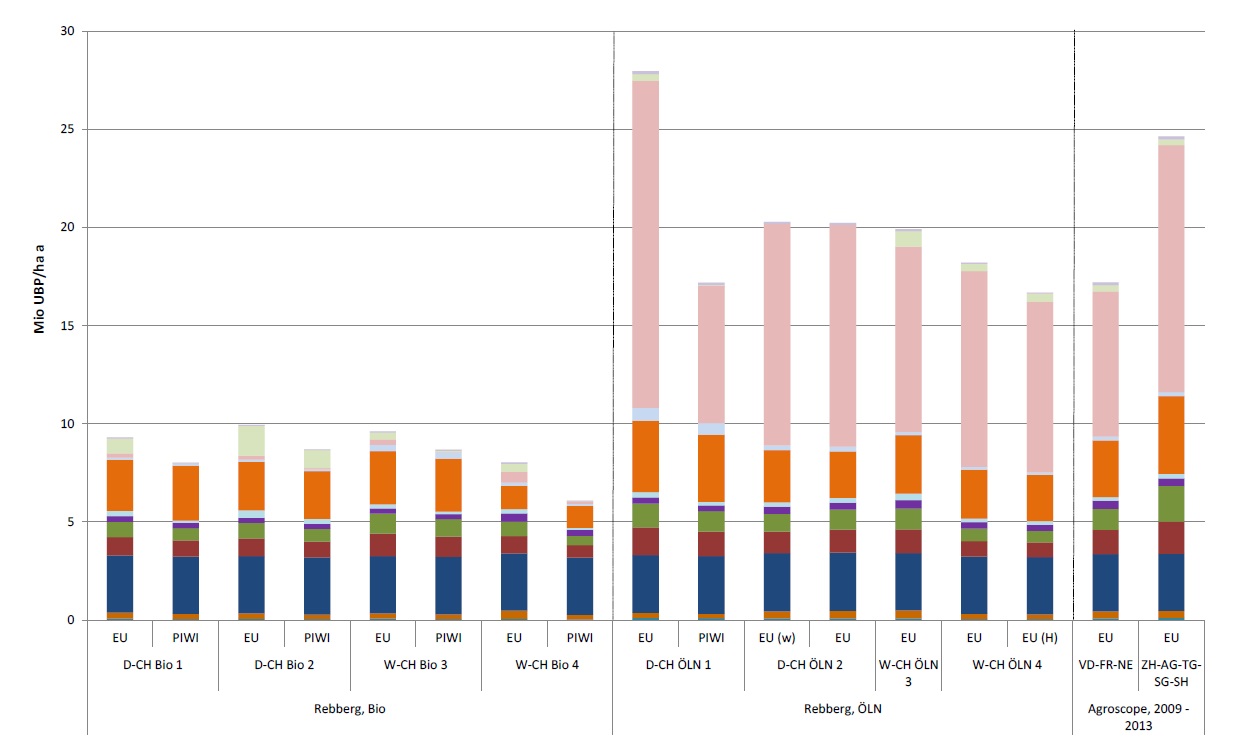 30
25
20
15
10
5
0
Mio UBP/ha a
EU PIWI EU PIWI EU PIWI EU PIWI EU PIWI EU (w) EU EU EU EU (H) EU EU
D-CH Bio 1 D-CH Bio 2 W-CH Bio 3 W-CH Bio 4 D-CH ÖLN 1 D-CH ÖLN 2 W-CH ÖLN W-CH ÖLN 4 VD-FR-NE ZH-AG-TG-
3 SG-SH
Rebberg, Bio Rebberg, ÖLN Agroscope, 2009 -
2013